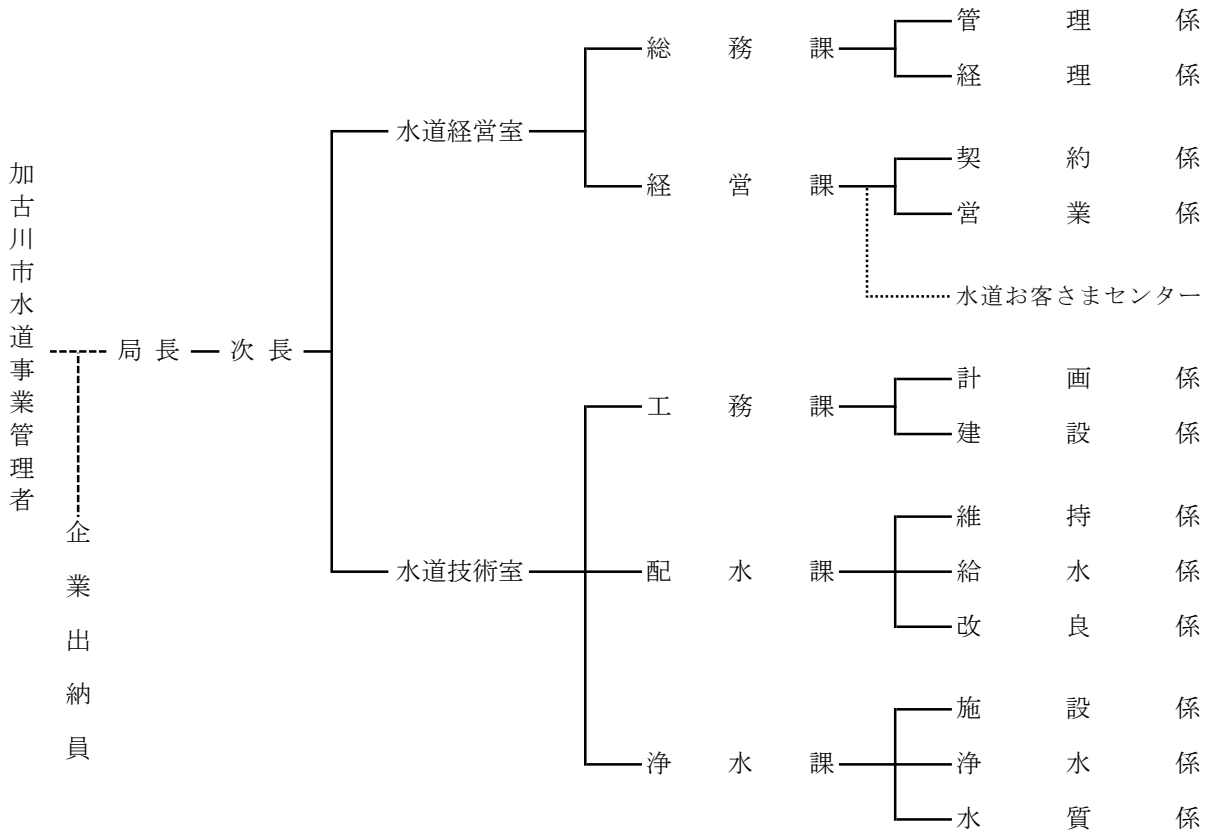 加古川市水道事業管理者
企業出納員
局長
次長
水道経営室
総務課
管理係
経理係
経営課
契約係
営業係
水道お客さまセンター
水道技術室
工務課
計画係
建設係
配水課
維持係
給水係
改良係
浄水課
施設係
浄水係
水質係